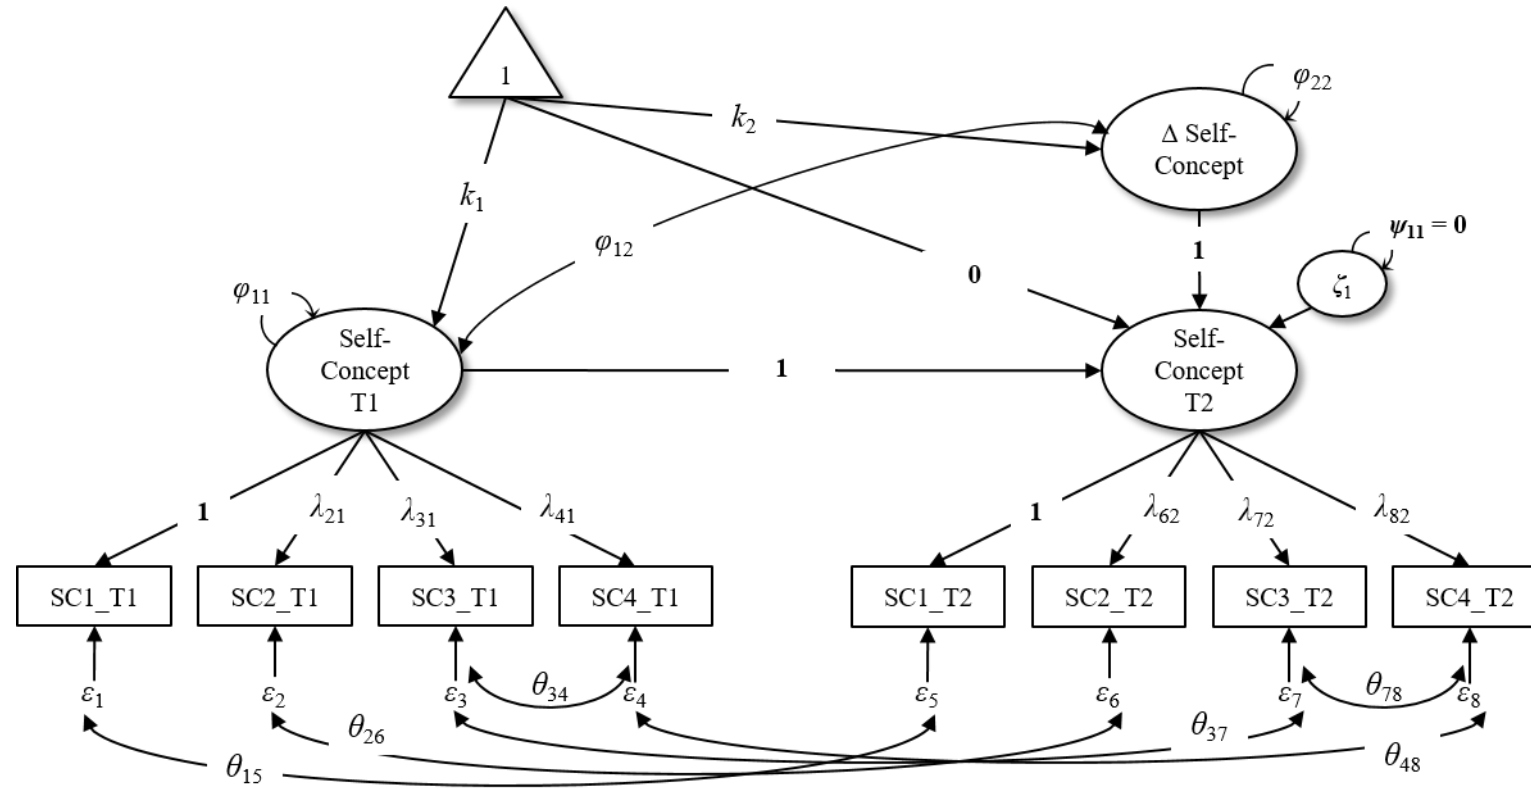 1
k₂
φ₂₂
Δ Self-
Concept
k₁
φ₁₂
1
ψ₁₁ = 0
0
ζ₁
φ₁₁
Self-
Concept
T1
1
Self-
Concept
T2
1
λ₂₁
λ₃₁
λ₄₁
1
λ₆₂
λ₇₂
λ₈₂
SC1_T1
SC2_T1
SC3_T1
SC4_T1
SC1_T2
SC2_T2
SC3_T2
SC4_T2
ε₁
ε₂
ε₃
θ₃₄
ε₄
ε₅
ε₆
ε₇
θ₇₈
ε₈
θ₂₆
θ₃₇
θ₁₅
θ₄₈